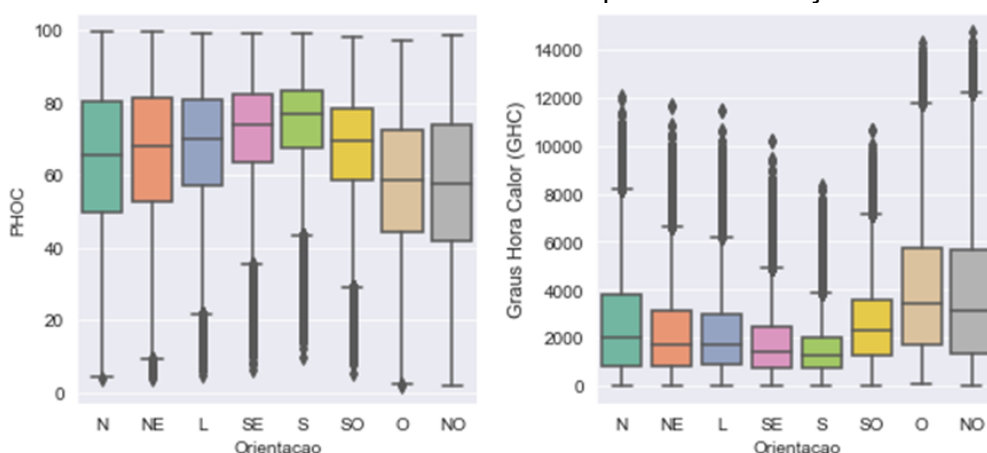 100
80
60
40
20
0
PHOC
N NE L SE S SO O NO
Orientacao
14000
12000
10000
8000
6000
4000
2000
0
Graus Hora Calor (GHC)
N NE L SE S SO O NO
Orientacao